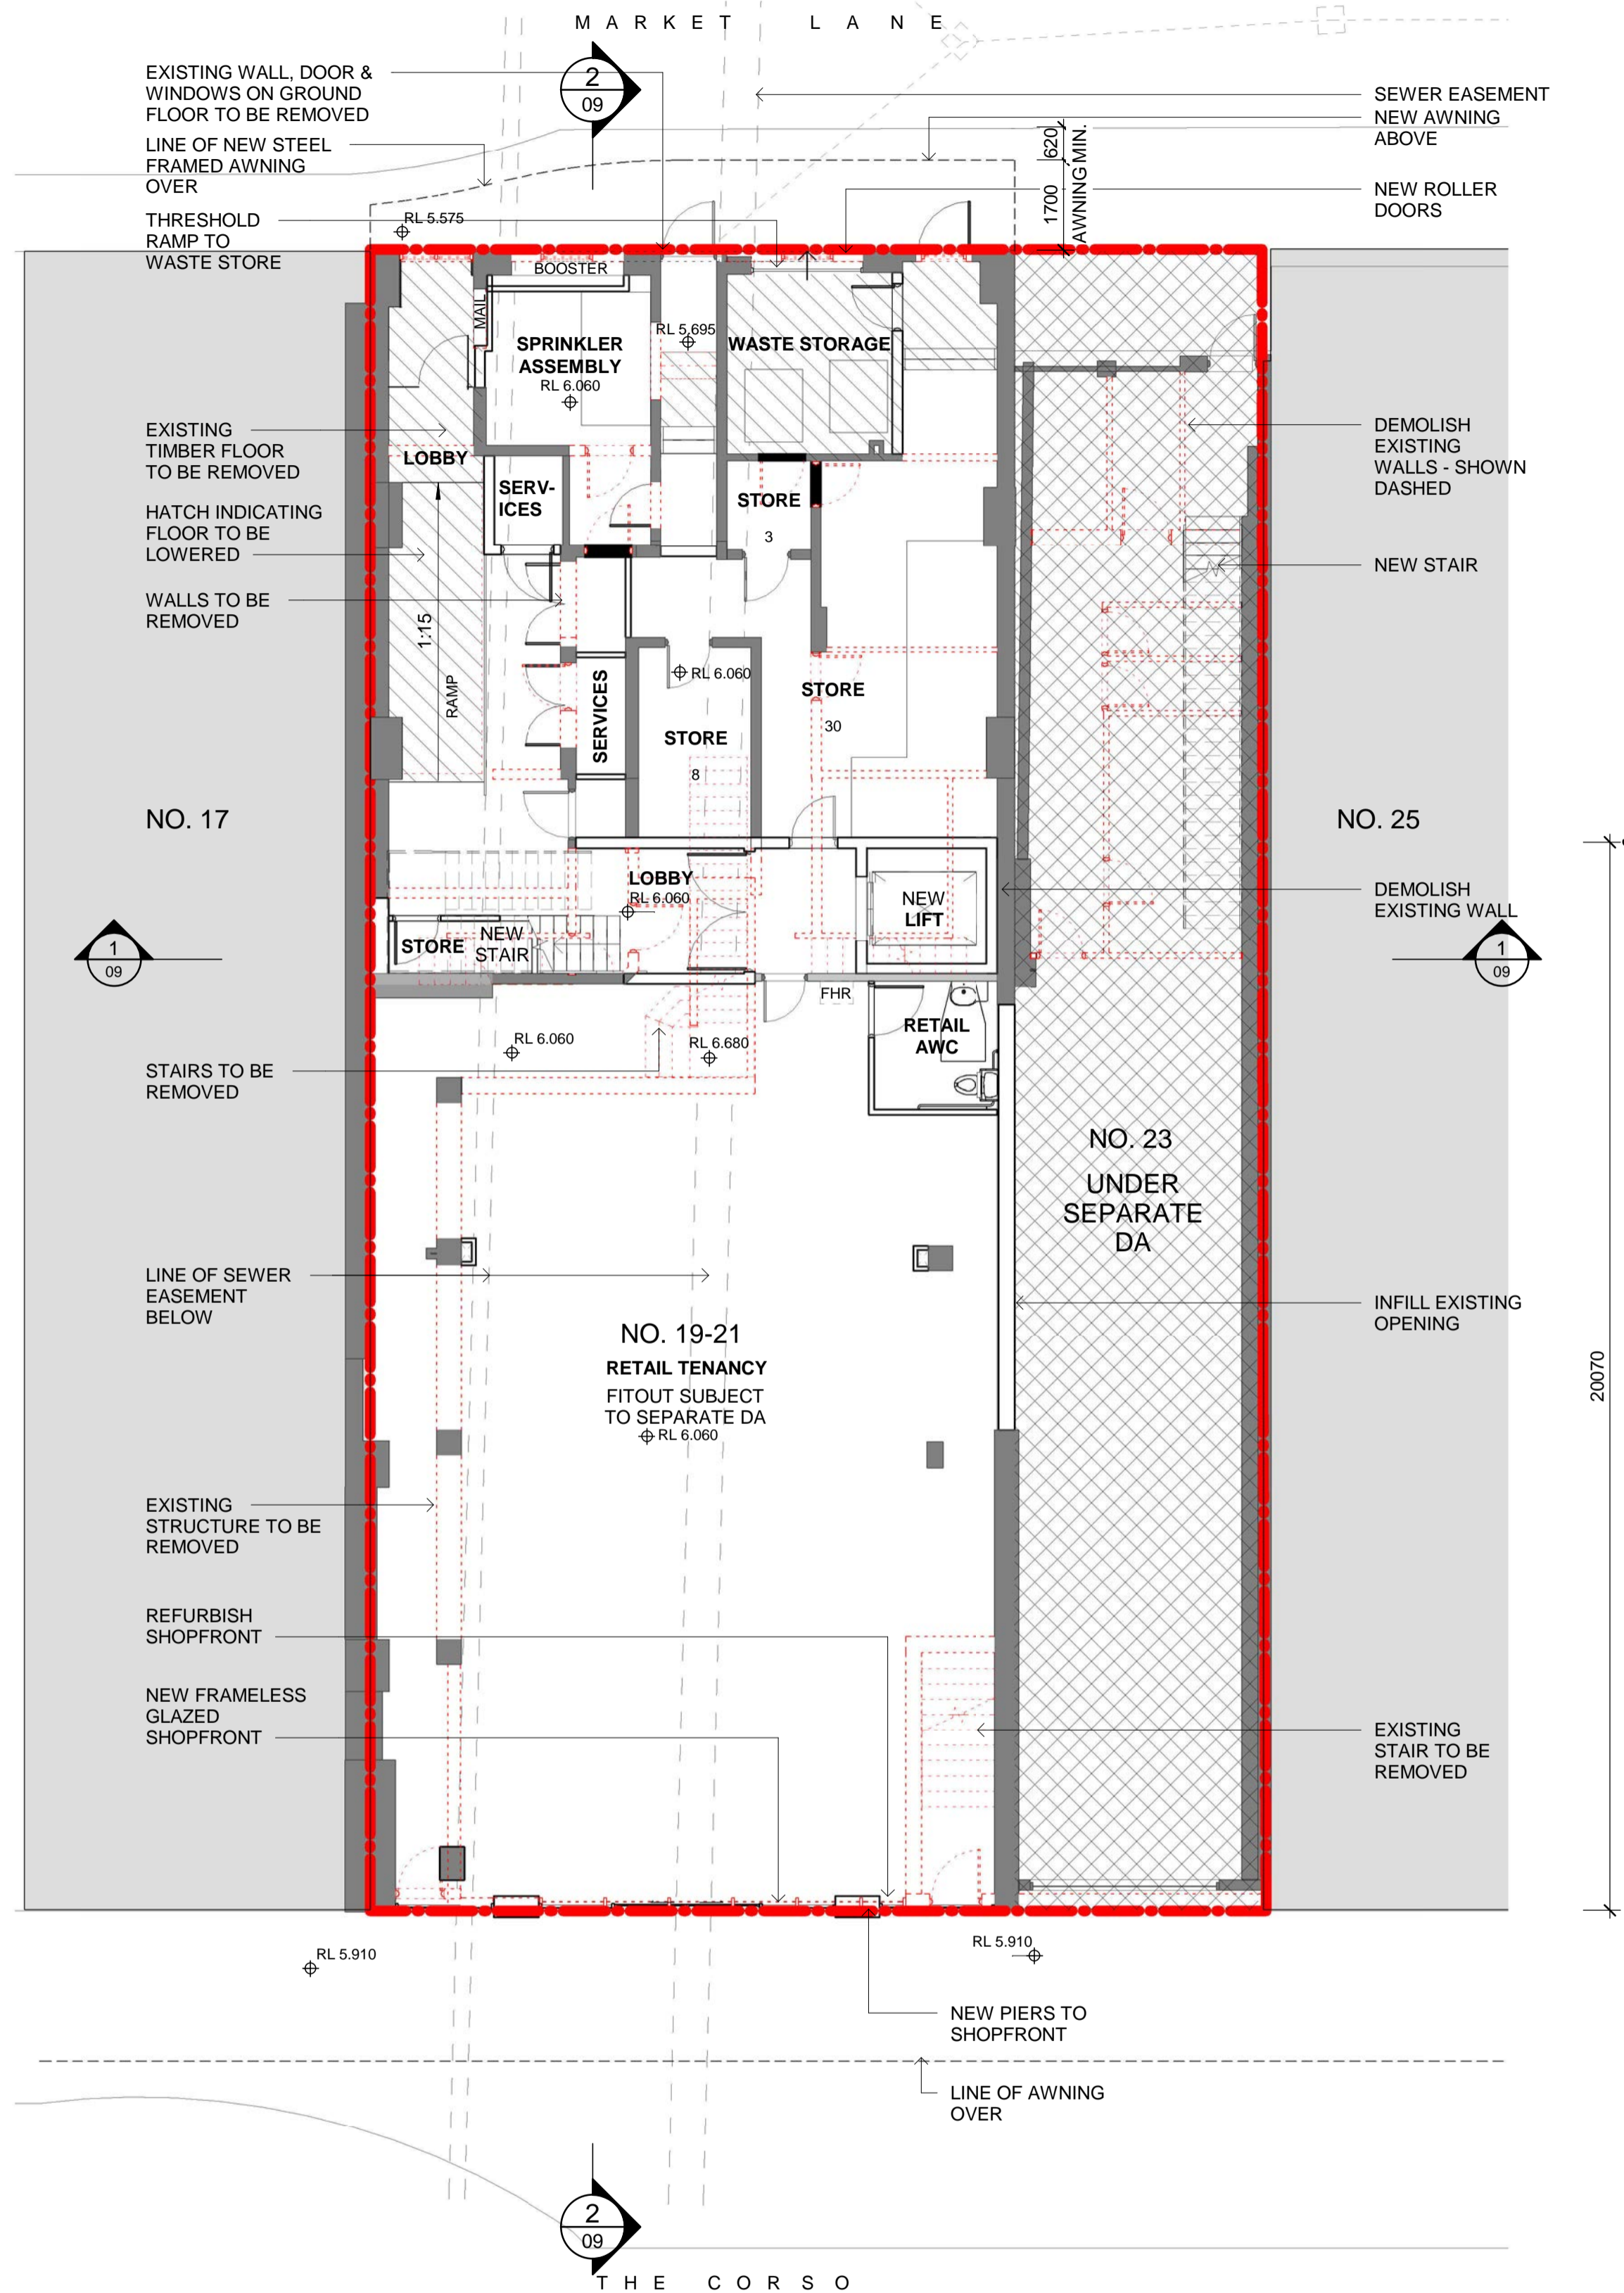 MARKET LANE
2
09
EXISTING WALL, DOOR &
WINDOWS ON GROUND
FLOOR TO BE REMOVED
LINE OF NEW STEEL
FRAMED AWNING
OVER
THRESHOLD
RAMP TO
WASTE STORE
SEWER EASEMENT
NEW AWNING
ABOVE
NEW ROLLER
DOORS
620
1700
AWNING MIN.
RL 5.575
BOOSTER
MAIL
SPRINKLER
ASSEMBLY
RL 6.060
RL 5.695
WASTE STORAGE
EXISTING
TIMBER FLOOR
TO BE REMOVED
HATCH INDICATING
FLOOR TO BE
LOWERED
WALLS TO BE
REMOVED
LOBBY
SERV-
ICES
STORE
3
1:15
RAMP
SERVICES
RL 6.060
STORE
8
STORE
30
DEMOLISH
EXISTING
WALLS - SHOWN
DASHED
NEW STAIR
NO. 17
NO. 25
LOBBY
RL 6.060
NEW
LIFT
STORE
NEW
STAIR
DEMOLISH
EXISTING WALL
1
09
1
09
FHR
RETAIL
AWC
RL 6.060
RL 6.680
STAIRS TO BE
REMOVED
NO. 23
UNDER
SEPARATE
DA
LINE OF SEWER
EASEMENT
BELOW
INFILL EXISTING
OPENING
NO. 19-21
RETAIL TENANCY
FITOUT SUBJECT
TO SEPARATE DA
RL 6.060
20070
EXISTING
STRUCTURE TO BE
REMOVED
REFURBISH
SHOPFRONT
NEW FRAMELESS
GLAZED
SHOPFRONT
EXISTING
STAIR TO BE
REMOVED
RL 5.910
RL 5.910
NEW PIERS TO
SHOPFRONT
LINE OF AWNING
OVER
2
09
THE CORSO